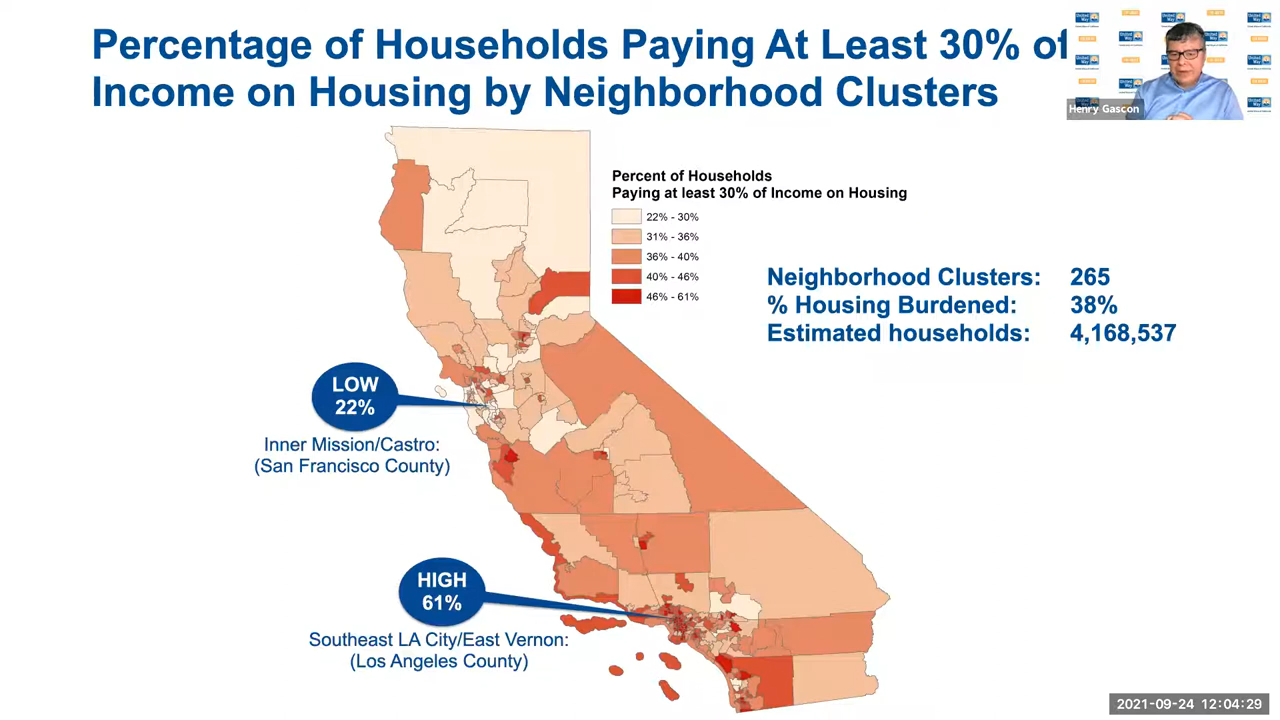 Percentage of Households Paying At Least 30% of
Income on Housing by Neighborhood Clusters
United Way
Henry Gascon
Percent of Households
Paying at least 30% of Income on Housing
22% - 30%
31% - 36%
36% - 40%
40% - 46%
46% - 61%
Neighborhood Clusters: 265
% Housing Burdened: 38%
Estimated households: 4,168,537
LOW
22%
Inner Mission/Castro:
(San Francisco County)
HIGH
61%
Southeast LA City/East Vernon:
(Los Angeles County)
2021-09-24 12:04:29